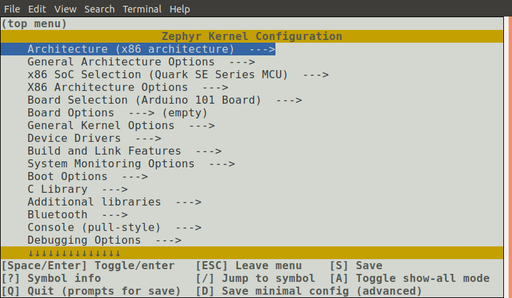 File Edit View Search Terminal Help
(top menu)
Zephyr Kernel Configuration
Architecture (x86 architecture) --->
General Architecture Options --->
x86 SoC Selection (Quark SE Series MCU) --->
X86 Architecture Options --->
Board Selection (Arduino 101 Board) --->
Board Options ---> (empty)
General Kernel Options --->
Device Drivers --->
Build and Link Features --->
System Monitoring Options --->
Boot Options --->
C Library --->
Additional libraries --->
Bluetooth --->
Console (pull-style) --->
Debugging Options --->
↓↓↓↓↓↓↓↓↓↓↓↓↓↓
[Space/Enter] Toggle/enter [ESC] Leave menu [S] Save
[?] Symbol info [/] Jump to symbol [A] Toggle show-all mode
[Q] Quit (prompts for save) [D] Save minimal config (advanced)